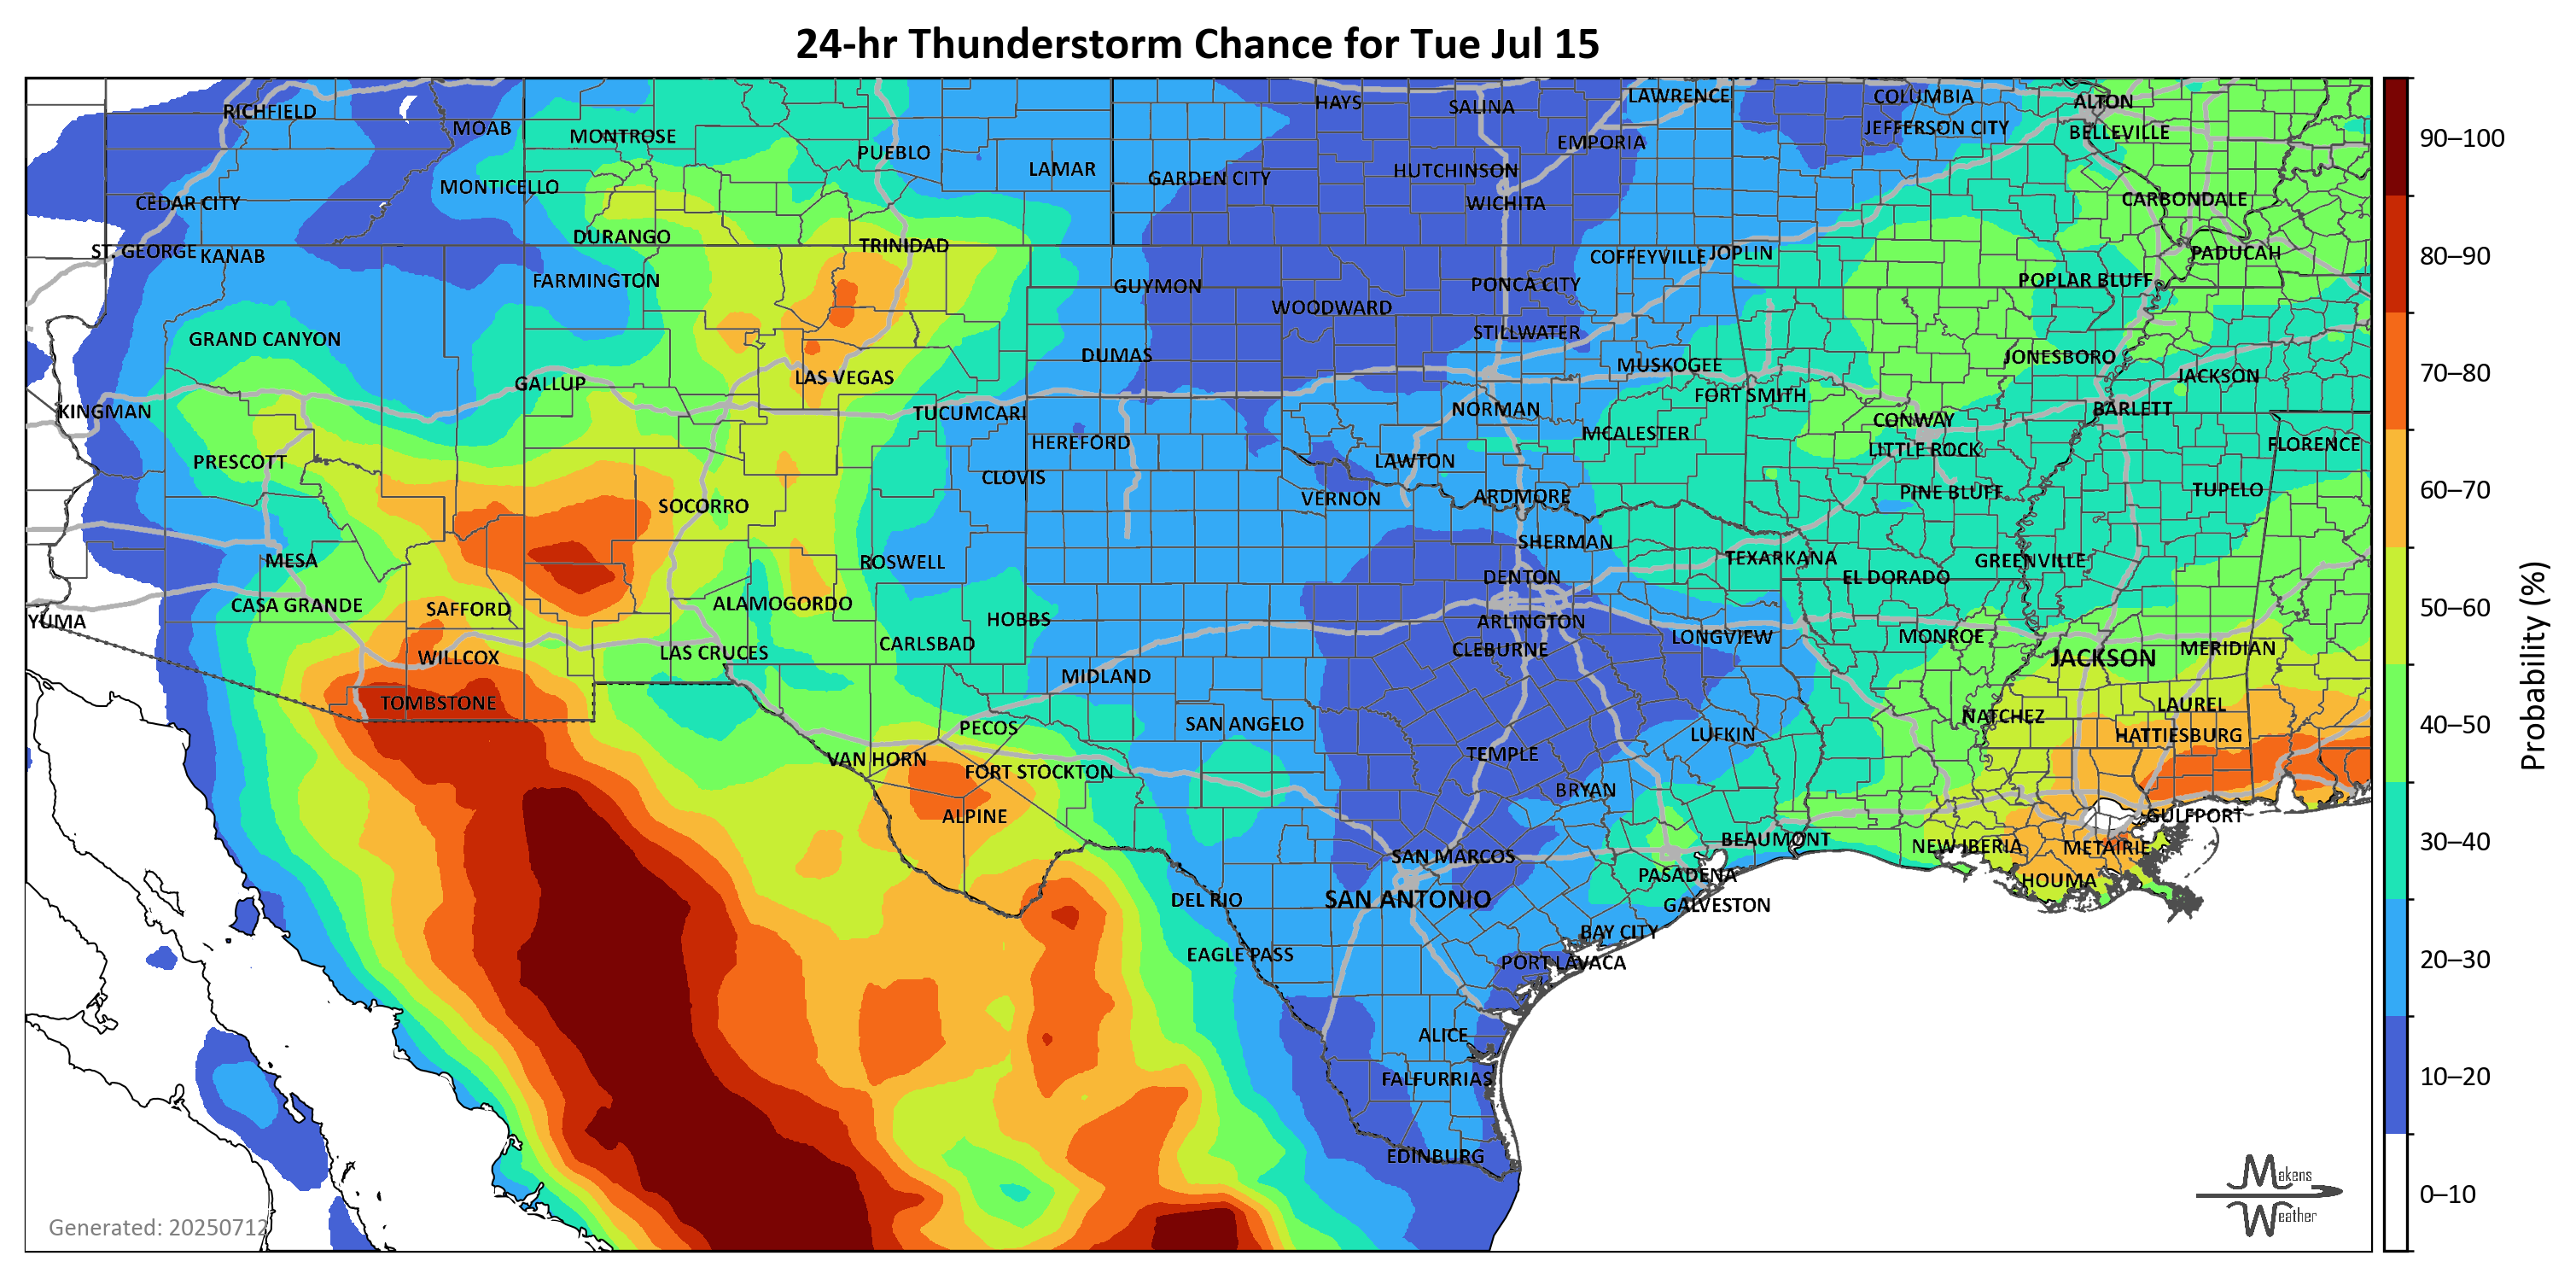 24-hr Thunderstorm Chance for Tue Jul 15
RICHFIELD
MOAB
MONTROSE
PUEBLO
LAMAR
HAYS
SALINA
LAWRENCE
COLUMBIA
ALTON
EMPORIA
JEFFERSON CITY
BELLEVILLE
90–100
MONTICELLO
GARDEN CITY
HUTCHINSON
CEDAR CITY
WICHITA
CARBONDALE
DURANGO
TRINIDAD
ST. GEORGE
KANAB
COFFEYVILLE
JOPLIN
PADUCAH
80–90
FARMINGTON
GUYMON
WOODWARD
PONCA CITY
POPLAR BLUFF
GRAND CANYON
STILLWATER
DUMAS
MUSKOGEE
JONESBORO
JACKSON
70–80
GALLUP
LAS VEGAS
FORT SMITH
KINGMAN
TUCUMCARI
NORMAN
CONWAY
BARLETT
HEREFORD
MCALESTER
LITTLE ROCK
FLORENCE
PRESCOTT
CLOVIS
LAWTON
VERNON
ARDMORE
PINE BLUFF
TUPELO
60–70
SOCORRO
SHERMAN
MESA
ROSWELL
TEXARKANA
GREENVILLE
DENTON
EL DORADO
CASA GRANDE
SAFFORD
ALAMOGORDO
50–60
YUMA
HOBBS
ARLINGTON
CARLSBAD
CLEBURNE
LONGVIEW
MONROE
WILLCOX
LAS CRUCES
JACKSON
MERIDIAN
Probability (%)
TOMBSTONE
MIDLAND
LAUREL
PECOS
SAN ANGELO
NATCHEZ
40–50
LUFKIN
HATTIESBURG
VAN HORN
FORT STOCKTON
TEMPLE
BRYAN
ALPINE
GULFPORT
BEAUMONT
NEW IBERIA
METAIRIE
30–40
SAN MARCOS
PASADENA
HOUMA
DEL RIO
SAN ANTONIO
GALVESTON
BAY CITY
EAGLE PASS
PORT LAVACA
20–30
ALICE
FALFURRIAS
10–20
EDINBURG
Makens
Weather
0–10
Generated: 20250712